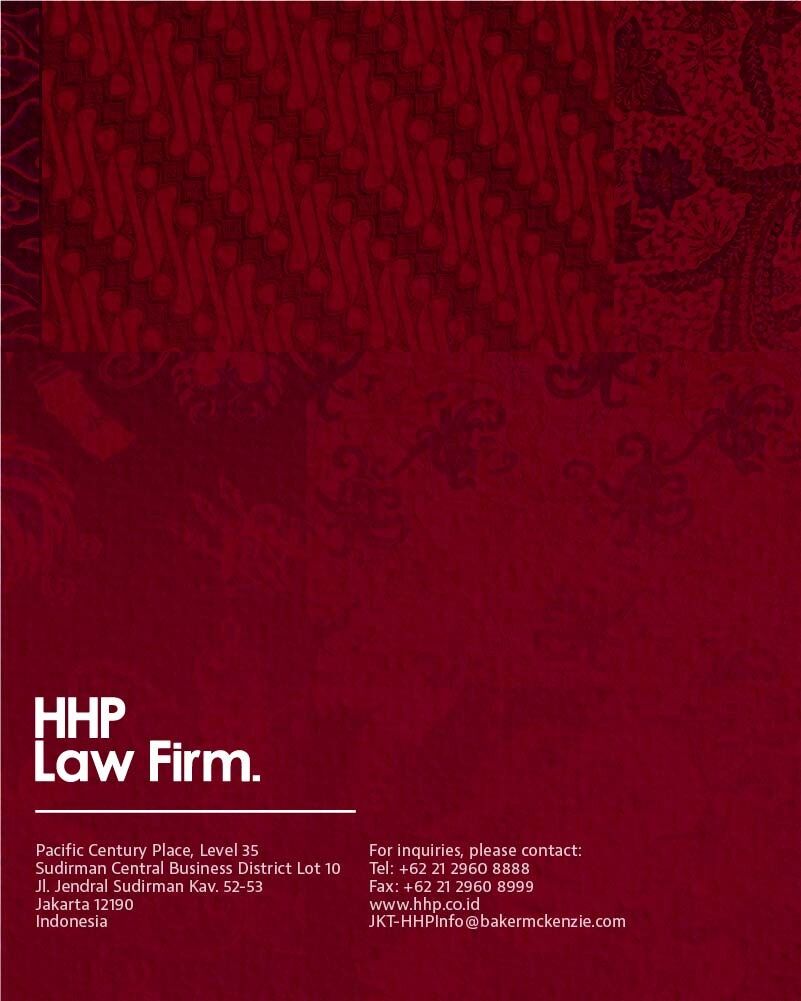 HHP
Law Firm.
Pacific Century Place, Level 35
Sudirman Central Business District Lot 10
Jl. Jendral Sudirman Kav. 52-53
Jakarta 12190
Indonesia
For inquiries, please contact:
Tel: +62 21 2960 8888
Fax: +62 21 2960 8999
www.hhp.co.id
JKT-HHPInfo@bakermckenzie.com